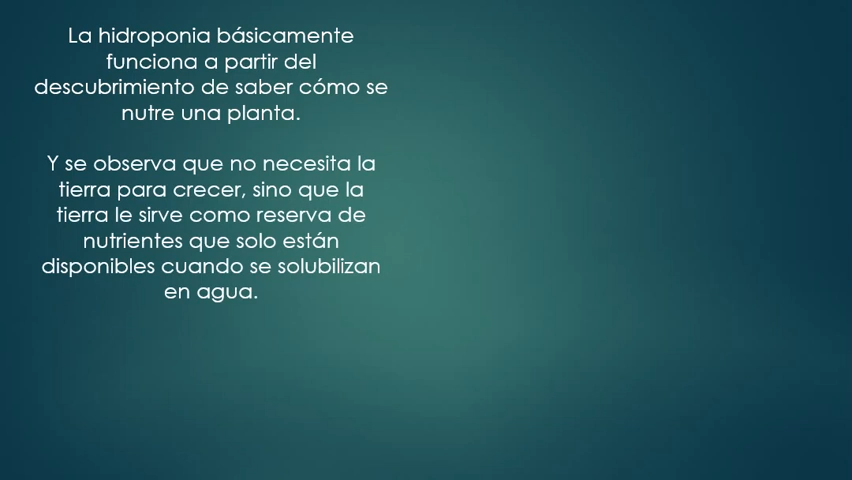 La hidroponia básicamente
funciona a partir del
descubrimiento de saber cómo se
nutre una planta.
Y se observa que no necesita la
tierra para crecer, sino que la
tierra le sirve como reserva de
nutrientes que solo están
disponibles cuando se solubilizan
en agua.